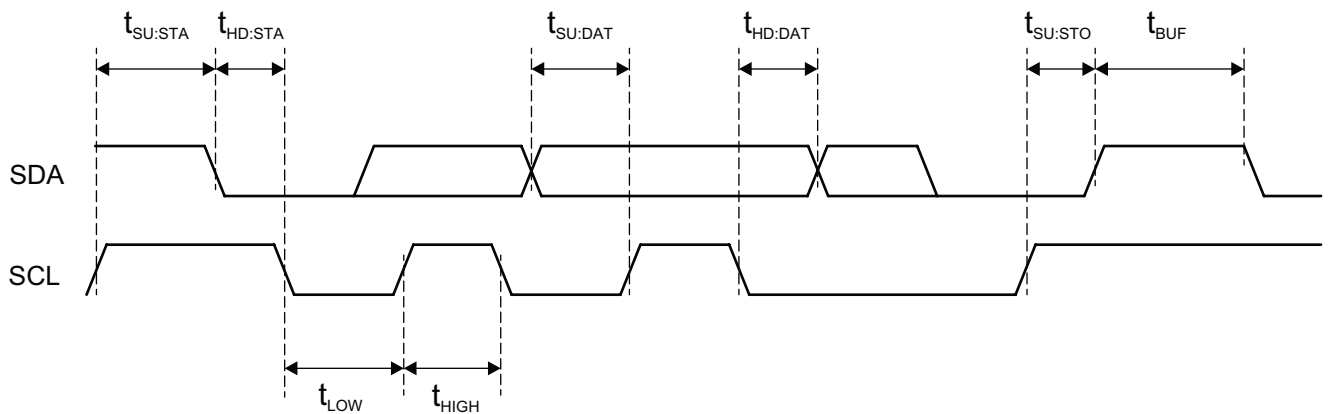 tSU:STA tHD:STA tSU:DAT tHD:DAT tSU:STO tBUF
SDA
SCL
tLOW tHIGH